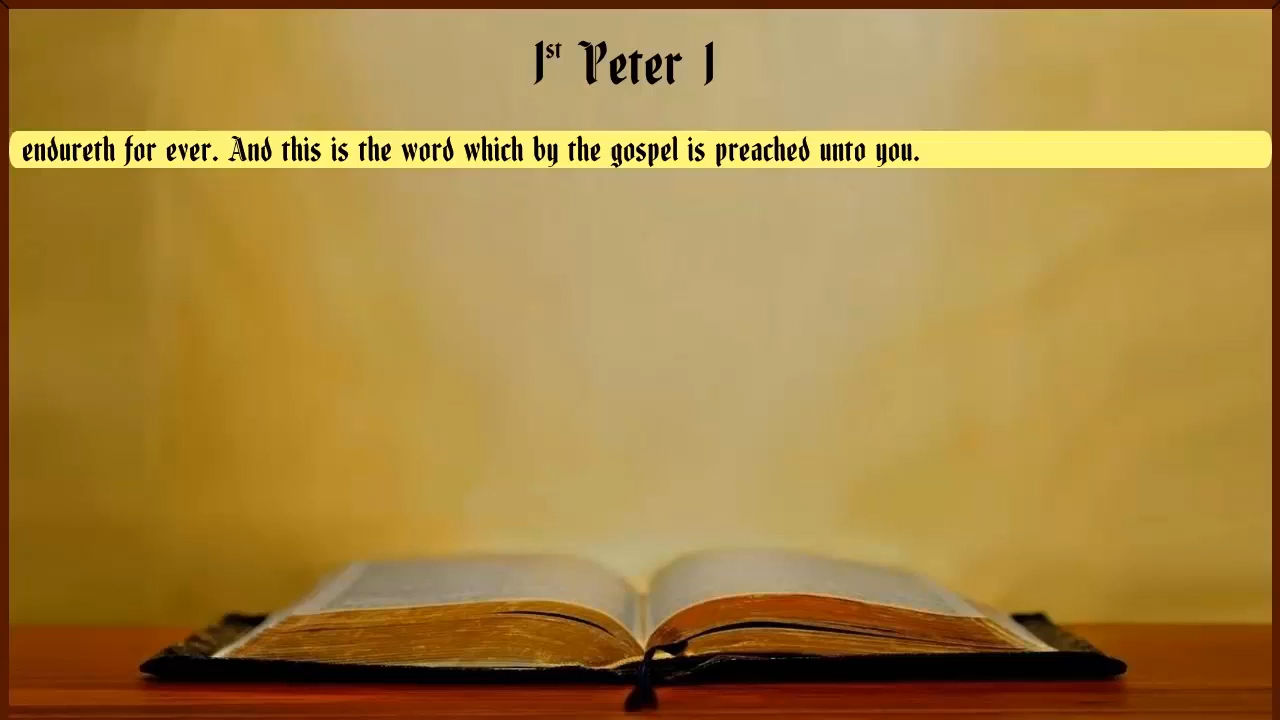 1st Peter 1
endureth for ever. And this is the word which by the gospel is preached unto you.